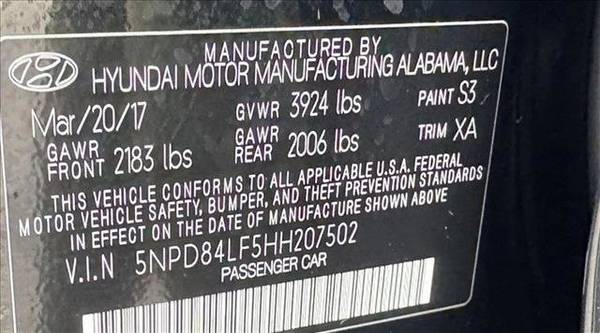 MANUFACTURED BY
HYUNDAI MOTOR MANUFACTURING ALABAMA, LLC
Mar/20/17 GVWR 3924 lbs PAINT S3
GAWR FRONT 2183 lbs GAWR REAR 2006 lbs TRIM XA
THIS VEHICLE CONFORMS TO ALL APPLICABLE U.S.A. FEDERAL
MOTOR VEHICLE SAFETY, BUMPER, AND THEFT PREVENTION STANDARDS
IN EFFECT ON THE DATE OF MANUFACTURE SHOWN ABOVE
V.I.N 5NPD84LF5HH207502
PASSENGER CAR